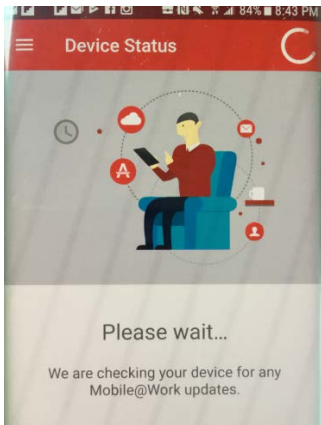 84% 8:43 PM
Device Status
A
Please wait...
We are checking your device for any
Mobile@Work updates.